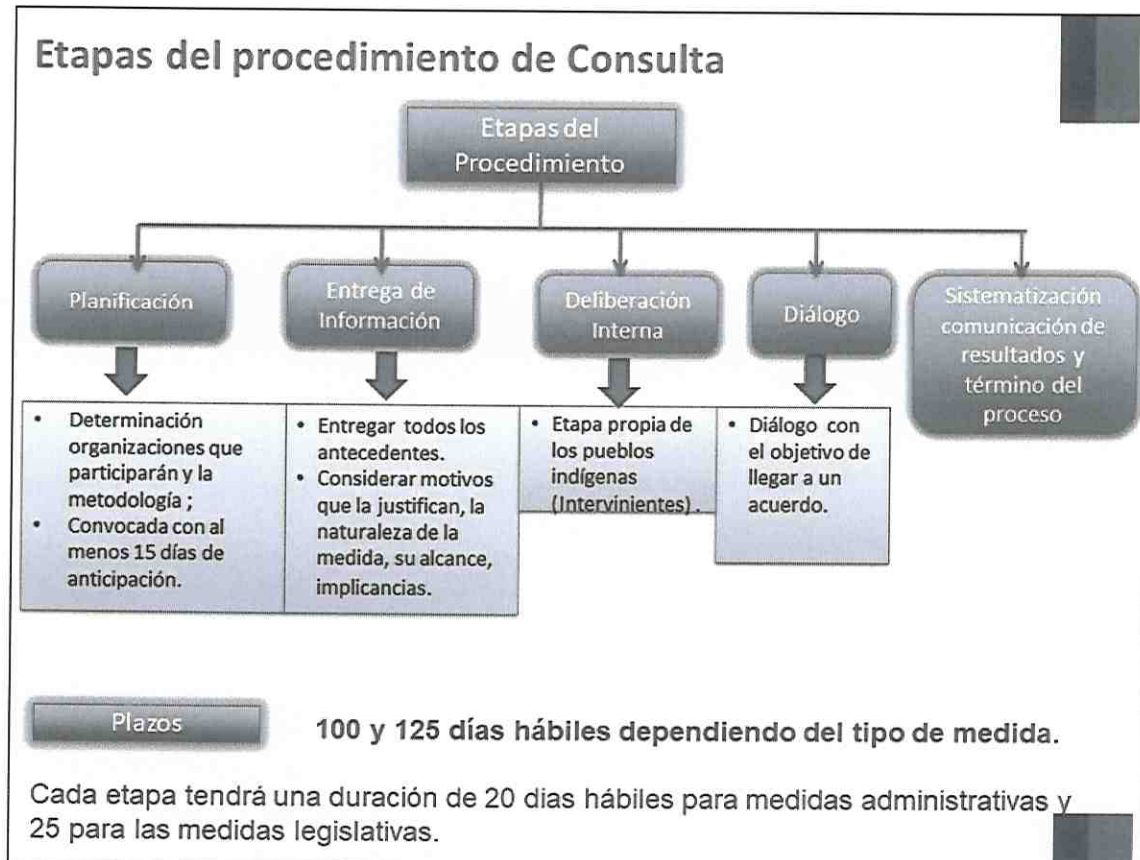 Etapas del procedimiento de Consulta
Etapas del
Procedimiento
Planificación
Entrega de
Información
Deliberación
Interna
Diálogo
Sistematización
comunicación de
resultados y
término del
proceso
• Determinación
organizaciones que
participarán y la
metodología ;
• Convocada con al
menos 15 días de
anticipación.
• Entregar todos los
antecedentes.
• Considerar motivos
que la justifican, la
naturaleza de la
medida, su alcance,
implicancias.
• Etapa propia de
los pueblos
indígenas
(Intervinientes) .
• Diálogo con
el objetivo de
llegar a un
acuerdo.
Plazos
100 y 125 días hábiles dependiendo del tipo de medida.
Cada etapa tendrá una duración de 20 dias hábiles para medidas administrativas y
25 para las medidas legislativas.